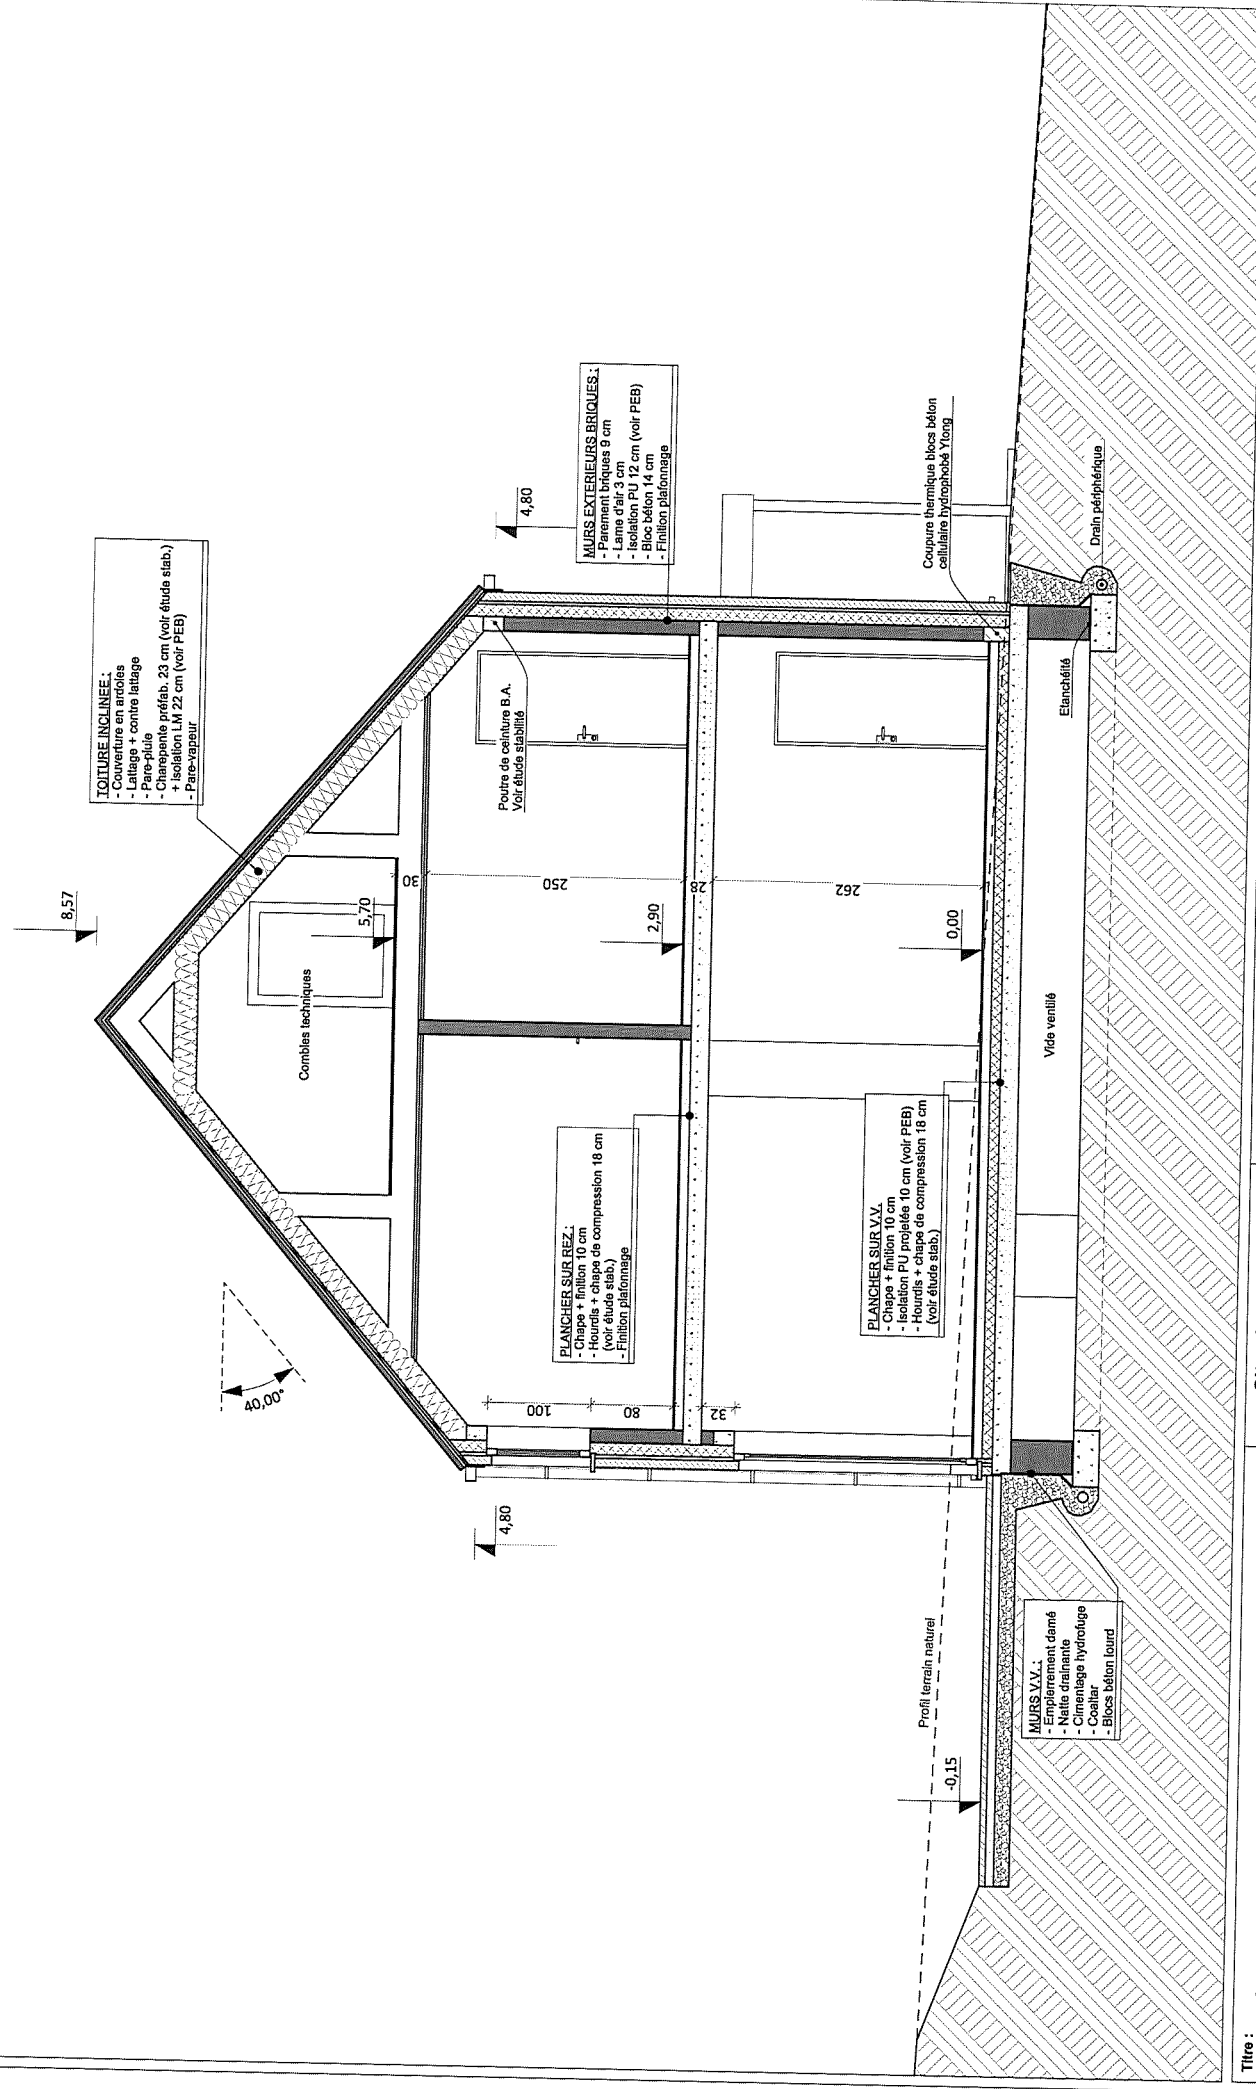 8,57
TOITURE INCLINEE :
- Couverture en ardoles
- Lattage + contre lattage
- Pare-pluie
- Charepente préfab. 23 cm (voir étude stab.)
+ Isolation LM 22 cm (voir PEB)
- Pare-vapeur
40,00°
Combles techniques
5,70
30
4,80
4,80
Poutre de ceinture B.A.
Voir étude stabilité
MURS EXTERIEURS BRIQUES :
- Parement briques 9 cm
- Lame d'air 3 cm
- Isolation PU 12 cm (voir PEB)
- Bloc béton 14 cm
- Finition plafonnage
100
80
32
250
28
262
2,90
PLANCHER SUR REZ :
- Chape + finition 10 cm
- Hourdis + chape de compression 18 cm
(voir étude stab.)
- Finition plafonnage
PLANCHER SUR V.V.
- Chape + finition 10 cm
- Isolation PU projetée 10 cm (voir PEB)
- Hourdis + chape de compression 18 cm
(voir étude stab.)
0,00
Coupure thermique blocs béton
cellulaire hydrophobé Ytong
Profil terrain naturel
-0,15
MURS V.V. :
- Empierrement damé
- Natte drainante
- Cimentage hydrofuge
- Coaltar
- Blocs béton lourd
Vide ventilé
Etanchéité
Drain périphérique
Titre :